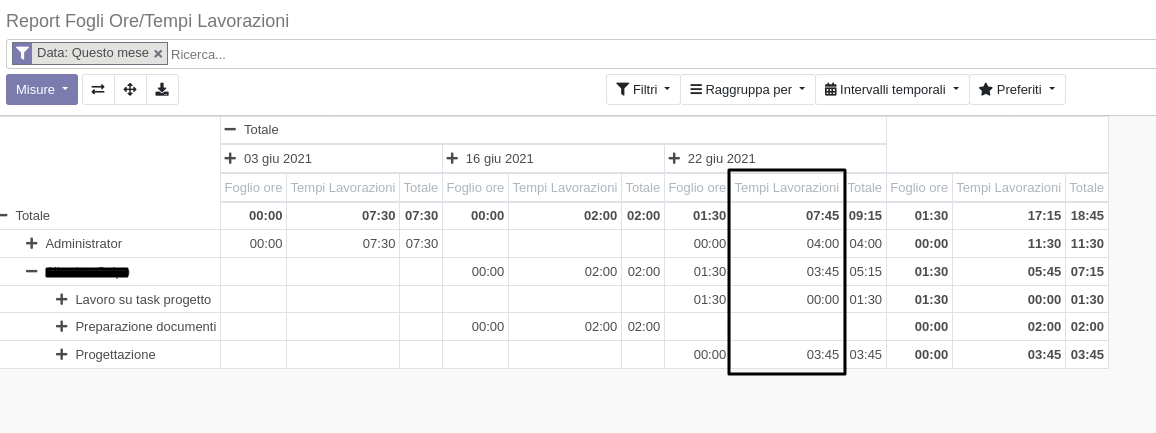 Report Fogli Ore/Tempi Lavorazioni
Data: Questo mese × Ricerca...
Misure Filtri Raggruppa per Intervalli temporali Preferiti
Totale
03 giu 2021 16 giu 2021 22 giu 2021
Foglio ore Tempi Lavorazioni Totale Foglio ore Tempi Lavorazioni Totale Foglio ore Tempi Lavorazioni Totale Foglio ore Tempi Lavorazioni Totale
Totale 00:00 07:30 07:30 00:00 02:00 02:00 01:30 07:45 09:15 01:30 17:15 18:45
Administrator 00:00 07:30 07:30 00:00 04:00 04:00 00:00 11:30 11:30
00:00 02:00 02:00 01:30 03:45 05:15 01:30 05:45 07:15
Lavoro su task progetto 01:30 00:00 01:30 01:30 00:00 01:30
Preparazione documenti 00:00 02:00 02:00 00:00 02:00 02:00
Progettazione 00:00 03:45 03:45 00:00 03:45 03:45